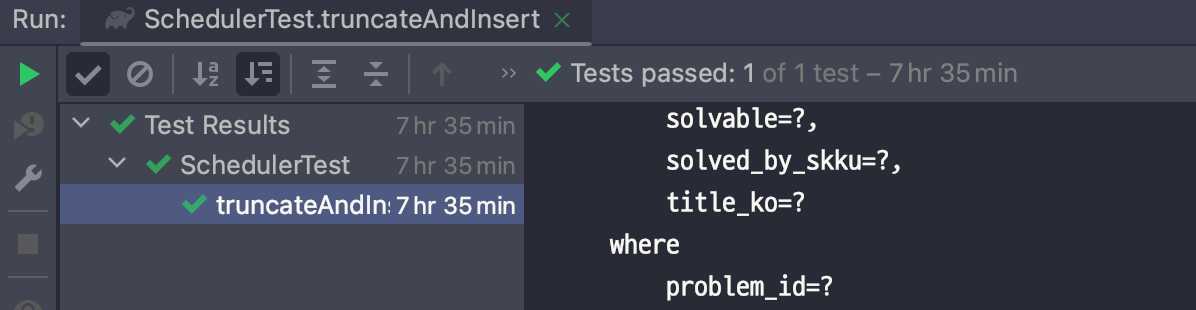 Run: SchedulerTest.truncateAndInsert ×
Tests passed: 1 of 1 test – 7 hr 35 min
Test Results 7 hr 35 min
SchedulerTest 7 hr 35 min
truncateAndIns 7 hr 35 min
solvable=?,
solved_by_skku=?,
title_ko=?
where
problem_id=?